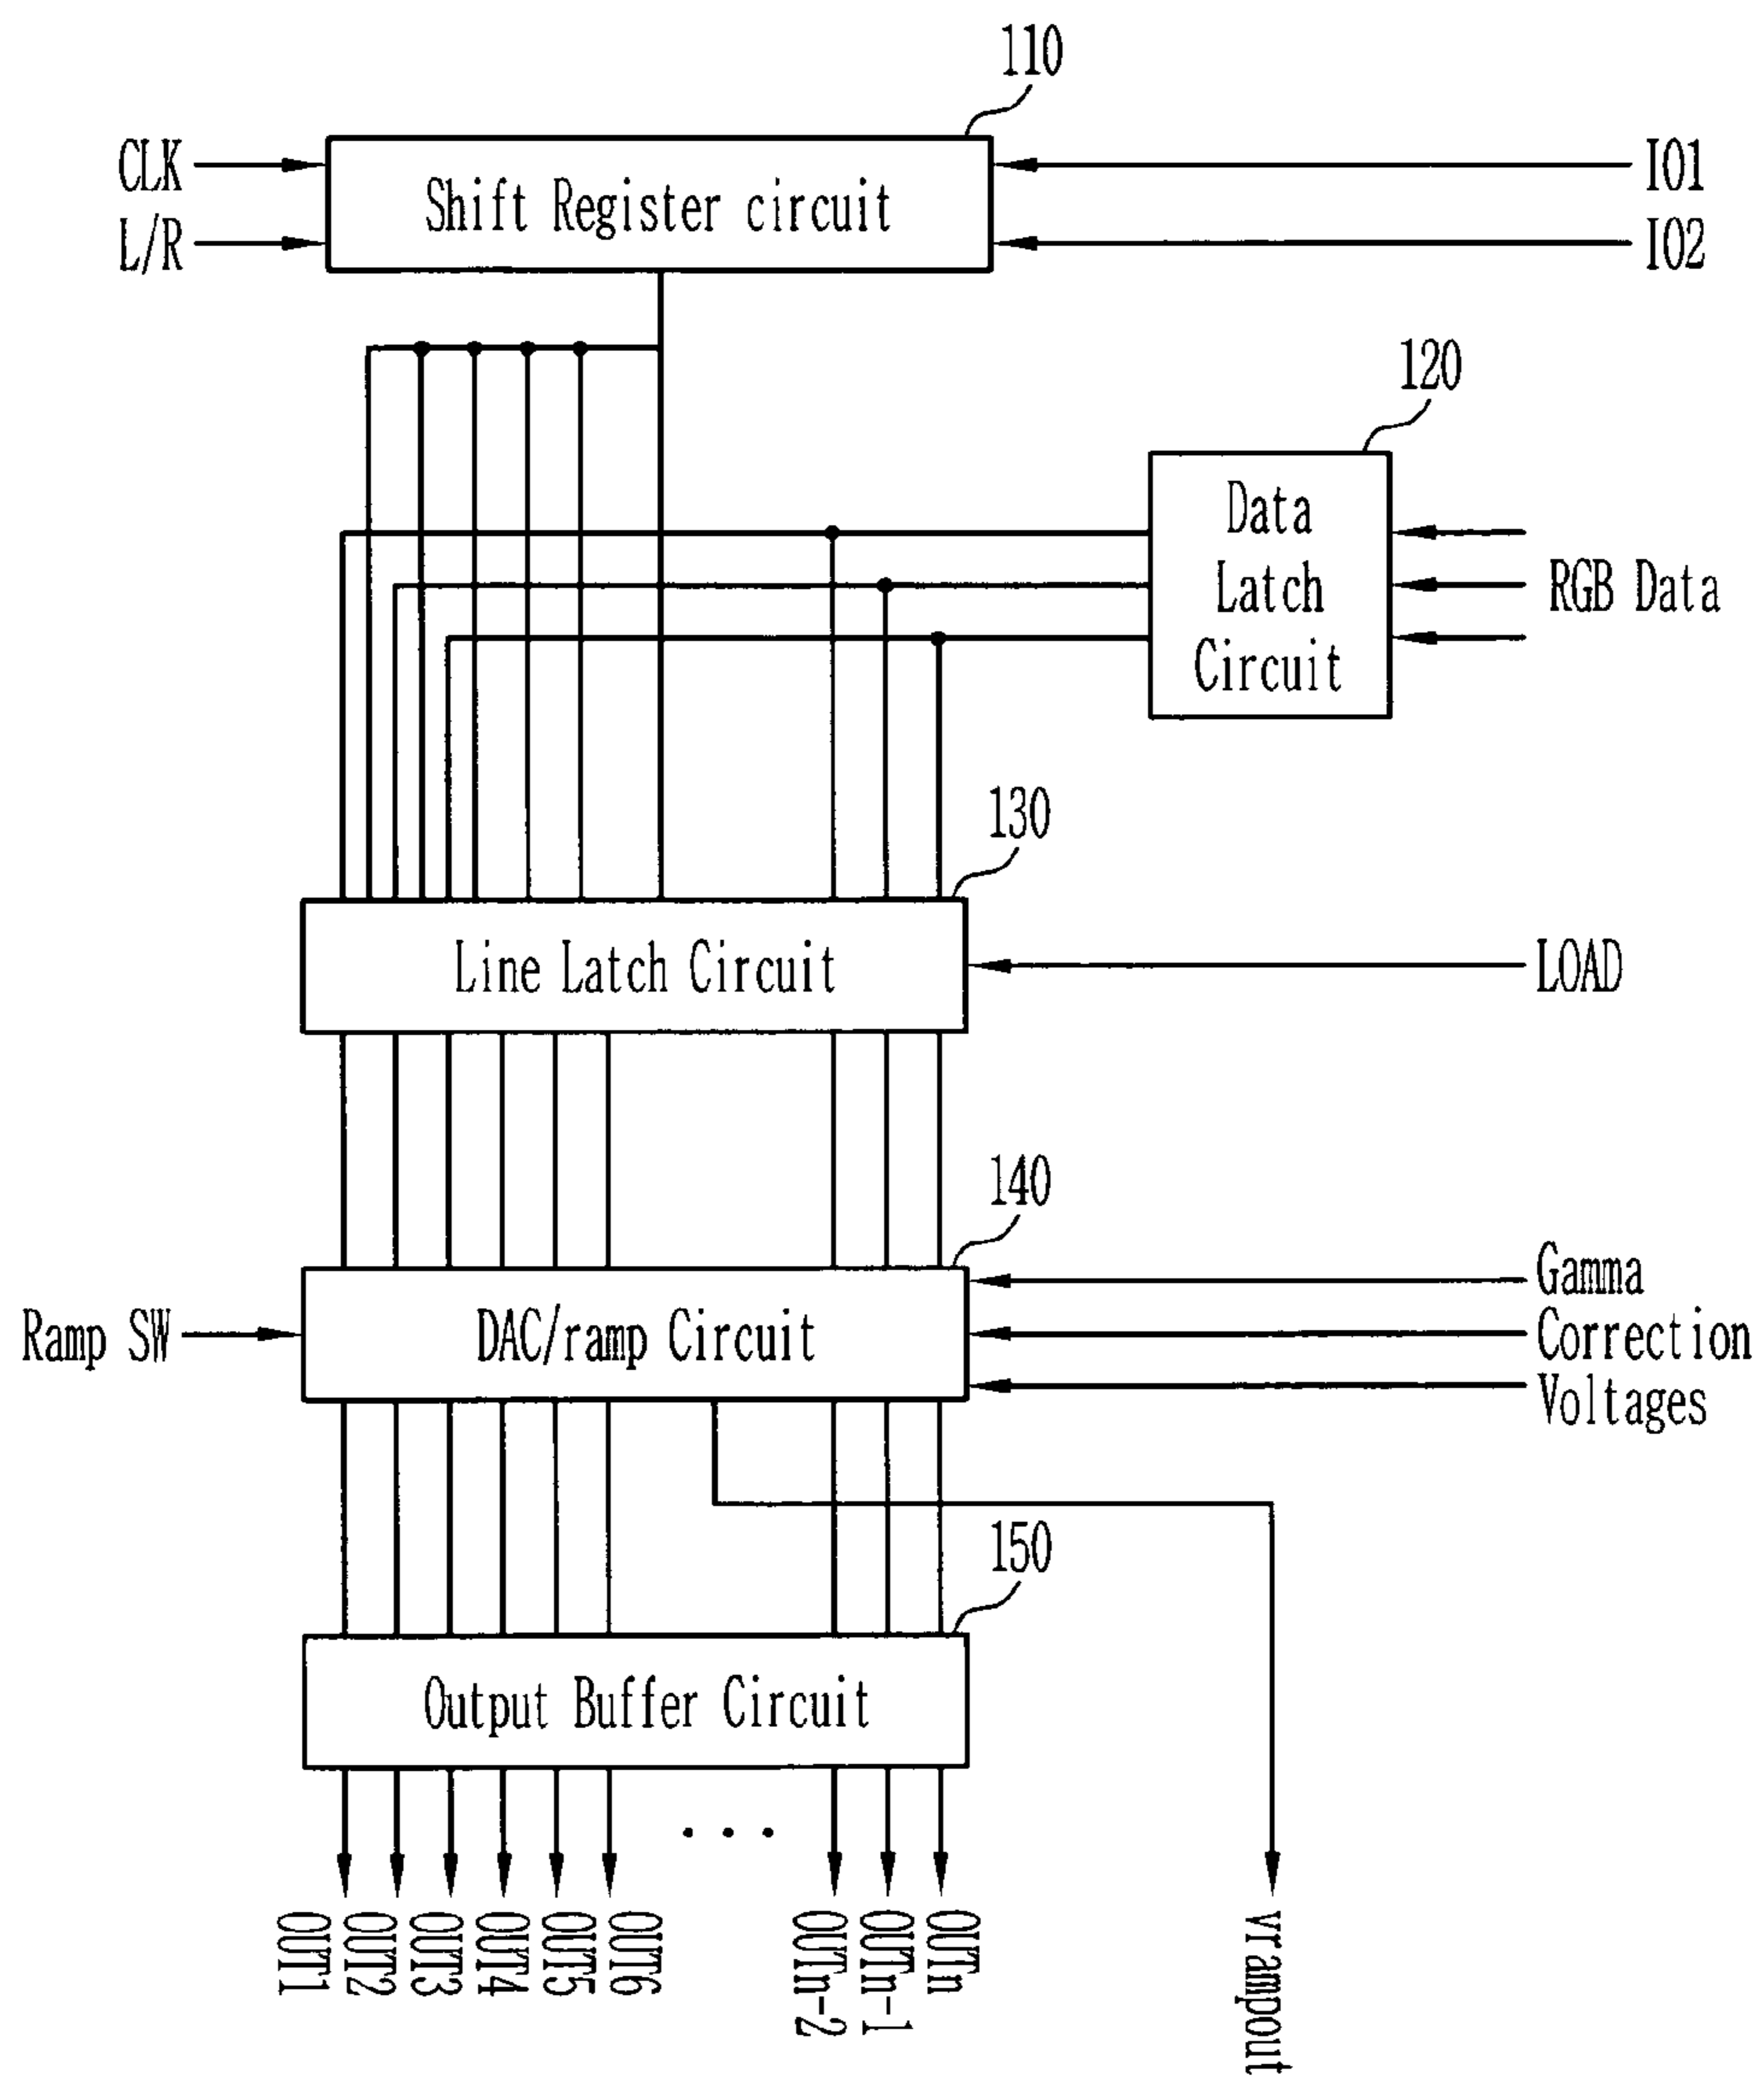 110
CLK
Shift Register circuit
IO1
L/R
IO2
120
Data
Latch
Circuit
RGB Data
130
Line Latch Circuit
LOAD
140
Ramp SW
DAC/ramp Circuit
Gamma
Correction
Voltages
150
Output Buffer Circuit
...
OUT1
OUT2
OUT3
OUT4
OUT5
OUT6
OUTn-2
OUTn-1
OUTn
vrampout